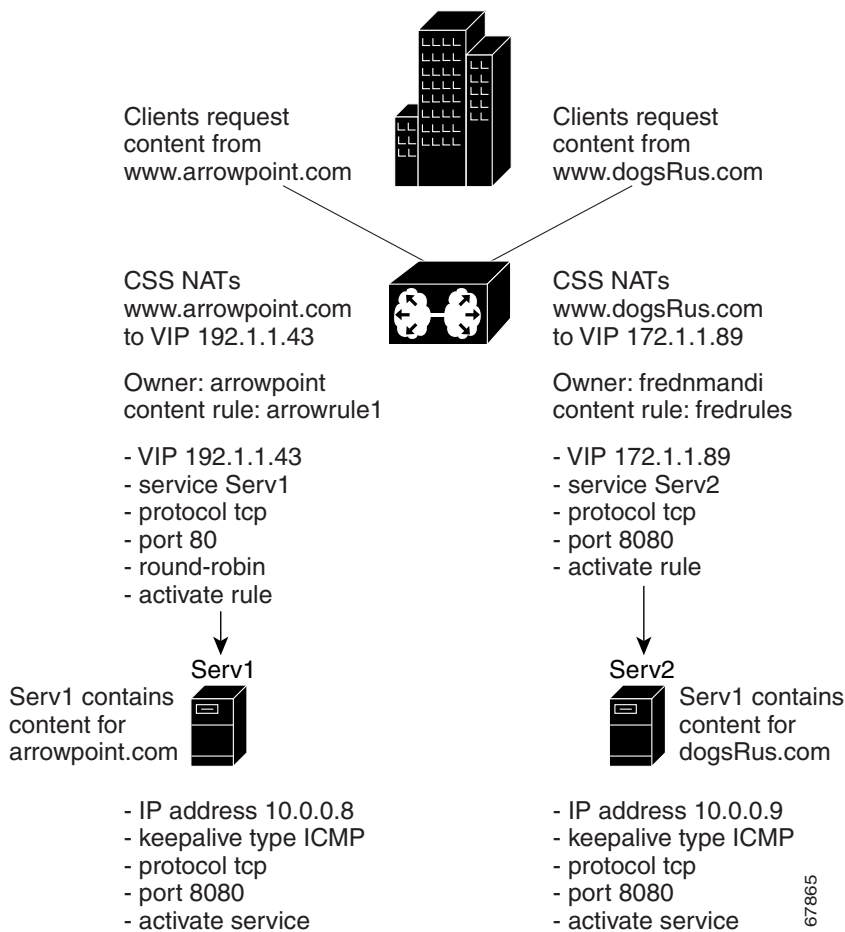 Clients request
content from
www.arrowpoint.com
Clients request
content from
www.dogsRus.com
CSS NATs
www.arrowpoint.com
to VIP 192.1.1.43
CSS NATs
www.dogsRus.com
to VIP 172.1.1.89
Owner: arrowpoint
content rule: arrowrule1
Owner: frednmandi
content rule: fredrules
- VIP 192.1.1.43
- service Serv1
- protocol tcp
- port 80
- round-robin
- activate rule
- VIP 172.1.1.89
- service Serv2
- protocol tcp
- port 8080
- activate rule
Serv1
Serv1 contains
content for
arrowpoint.com
Serv2
Serv1 contains
content for
dogsRus.com
- IP address 10.0.0.8
- keepalive type ICMP
- protocol tcp
- port 8080
- activate service
- IP address 10.0.0.9
- keepalive type ICMP
- protocol tcp
- port 8080
- activate service
67865